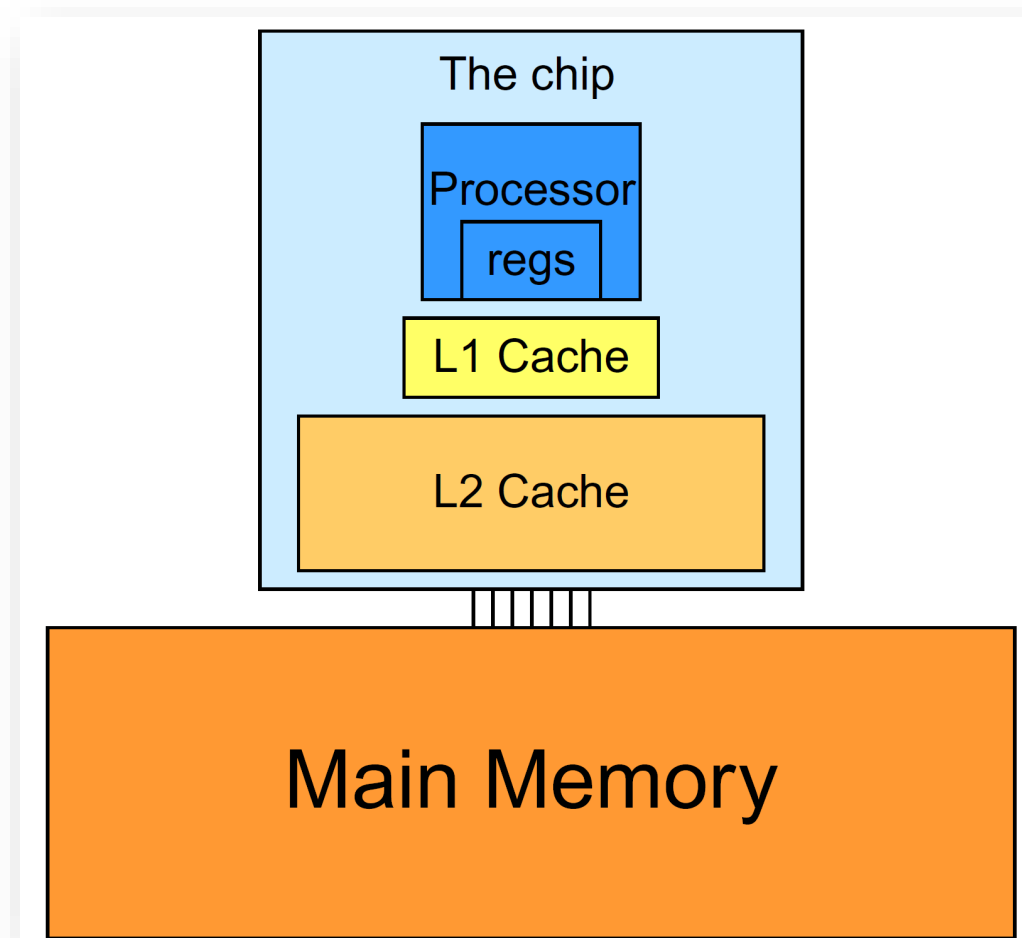 The chip
Processor
regs
L1 Cache
L2 Cache
Main Memory